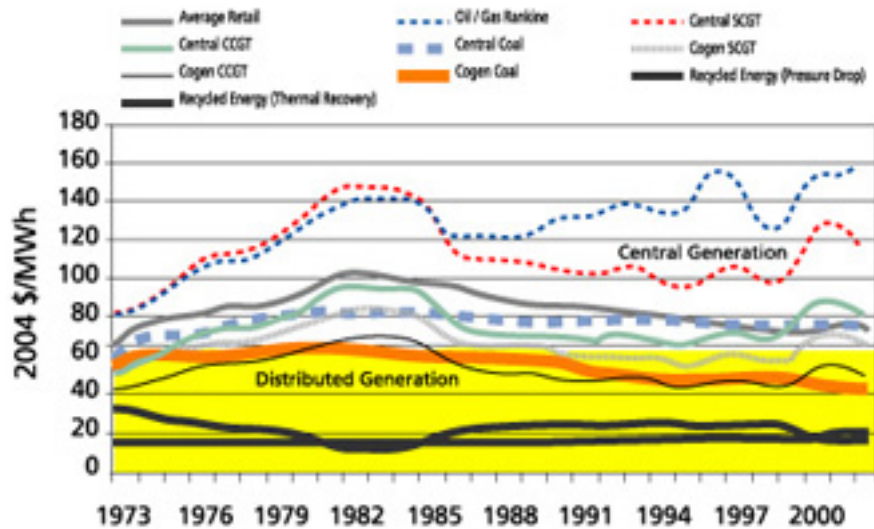 Average Retail
Oil / Gas Rankine
Central SCGT
Central CCGT
Central Coal
Cogen SCGT
Cogen CCGT
Cogen Coal
Recycled Energy (Pressure Drop)
Recycled Energy (Thermal Recovery)
2004 $/MWh
180
160
140
120
100
80
60
40
20
0
Central Generation
Distributed Generation
1973 1976 1979 1982 1985 1988 1991 1994 1997 2000